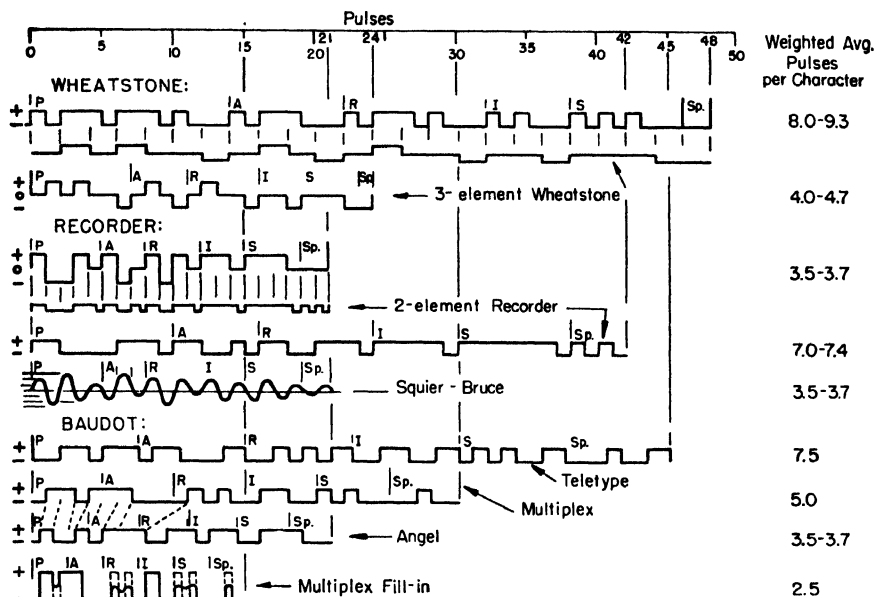 Pulses
0 5 10 15 20 21 24 30 35 40 42 45 48 50
Weighted Avg.
Pulses
per Character
WHEATSTONE:
+ P A R I S Sp. 8.0-9.3
−
+ P A R I S Sp
0 3-element Wheatstone 4.0-4.7
−
RECORDER:
+ P A R I S Sp.
0 3.5-3.7
−
2-element Recorder
P A R I S Sp.
+ 7.0-7.4
−
P A R I S Sp.
Squier-Bruce 3.5-3.7
BAUDOT:
+ P A R I S Sp. 7.5
−
Teletype
+ P A R I S Sp. 5.0
−
Multiplex
+ P A R I S Sp.
− Angel 3.5-3.7
+ P A R I S Sp.
Multiplex Fill-in 2.5